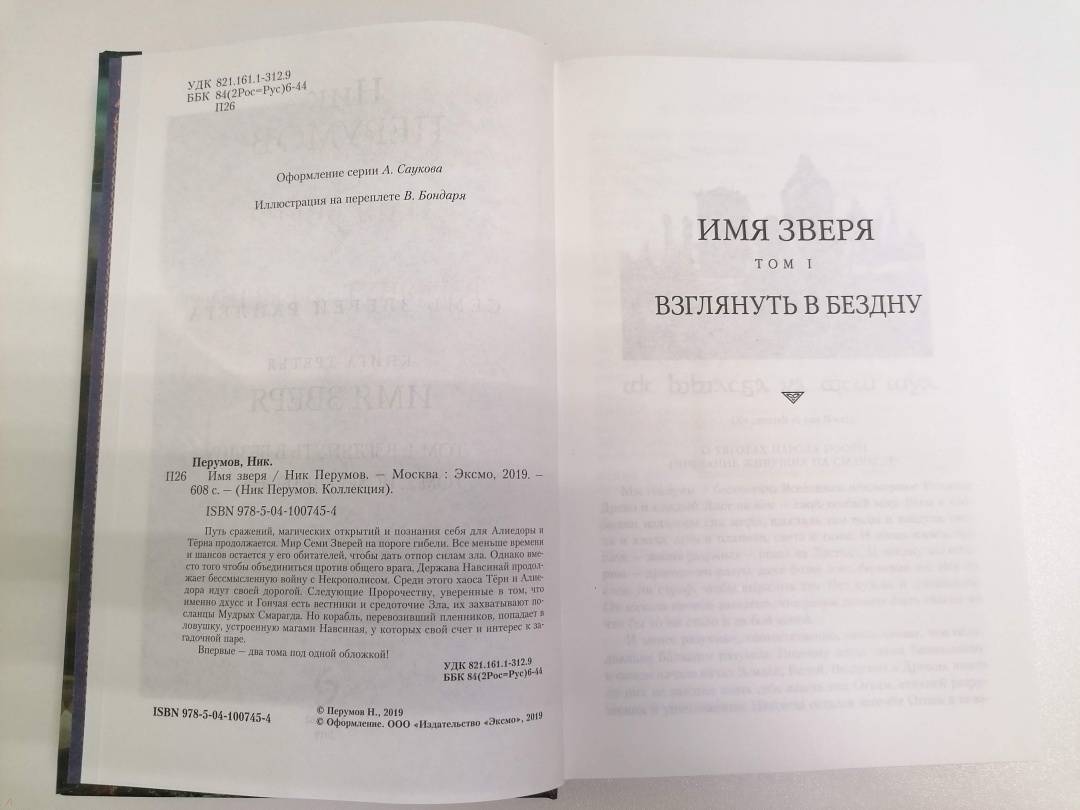 УДК 821.161.1-312.9
ББК 84(2Рос=Рус)6-44
П26
Оформление серии А. Саукова
Иллюстрация на переплете В. Бондаря
Перумов, Ник.
П26 Имя зверя / Ник Перумов. — Москва : Эксмо, 2019. —
608 с. — (Ник Перумов. Коллекция).
ISBN 978-5-04-100745-4
Путь сражений, магических открытий и познания себя для Алиедоры и
Тёрна продолжается. Мир Семи Зверей на пороге гибели. Все меньше времени
и шансов остается у его обитателей, чтобы дать отпор силам зла. Однако вме-
сто того чтобы объединиться против общего врага, Держава Навсинай продол-
жает бессмысленную войну с Некрополисом. Среди этого хаоса Тёрн и Алие-
дора идут своей дорогой. Следующие Пророчеству, уверенные в том, что
именно дхусс и Гончая есть вестники и средоточие Зла, их захватывают по-
сланцы Мудрых Смарагда. Но корабль, перевозивший пленников, попадает в
ловушку, устроенную магами Навсиная, у которых свой счет и интерес к за-
гадочной паре.
Впервые — два тома под одной обложкой!
УДК 821.161.1-312.9
ББК 84(2Рос=Рус)6-44
ISBN 978-5-04-100745-4
© Перумов Н., 2019
© Оформление. ООО «Издательство «Эксмо», 2019
ИМЯ ЗВЕРЯ
ТОМ I
ВЗГЛЯНУТЬ В БЕЗДНУ